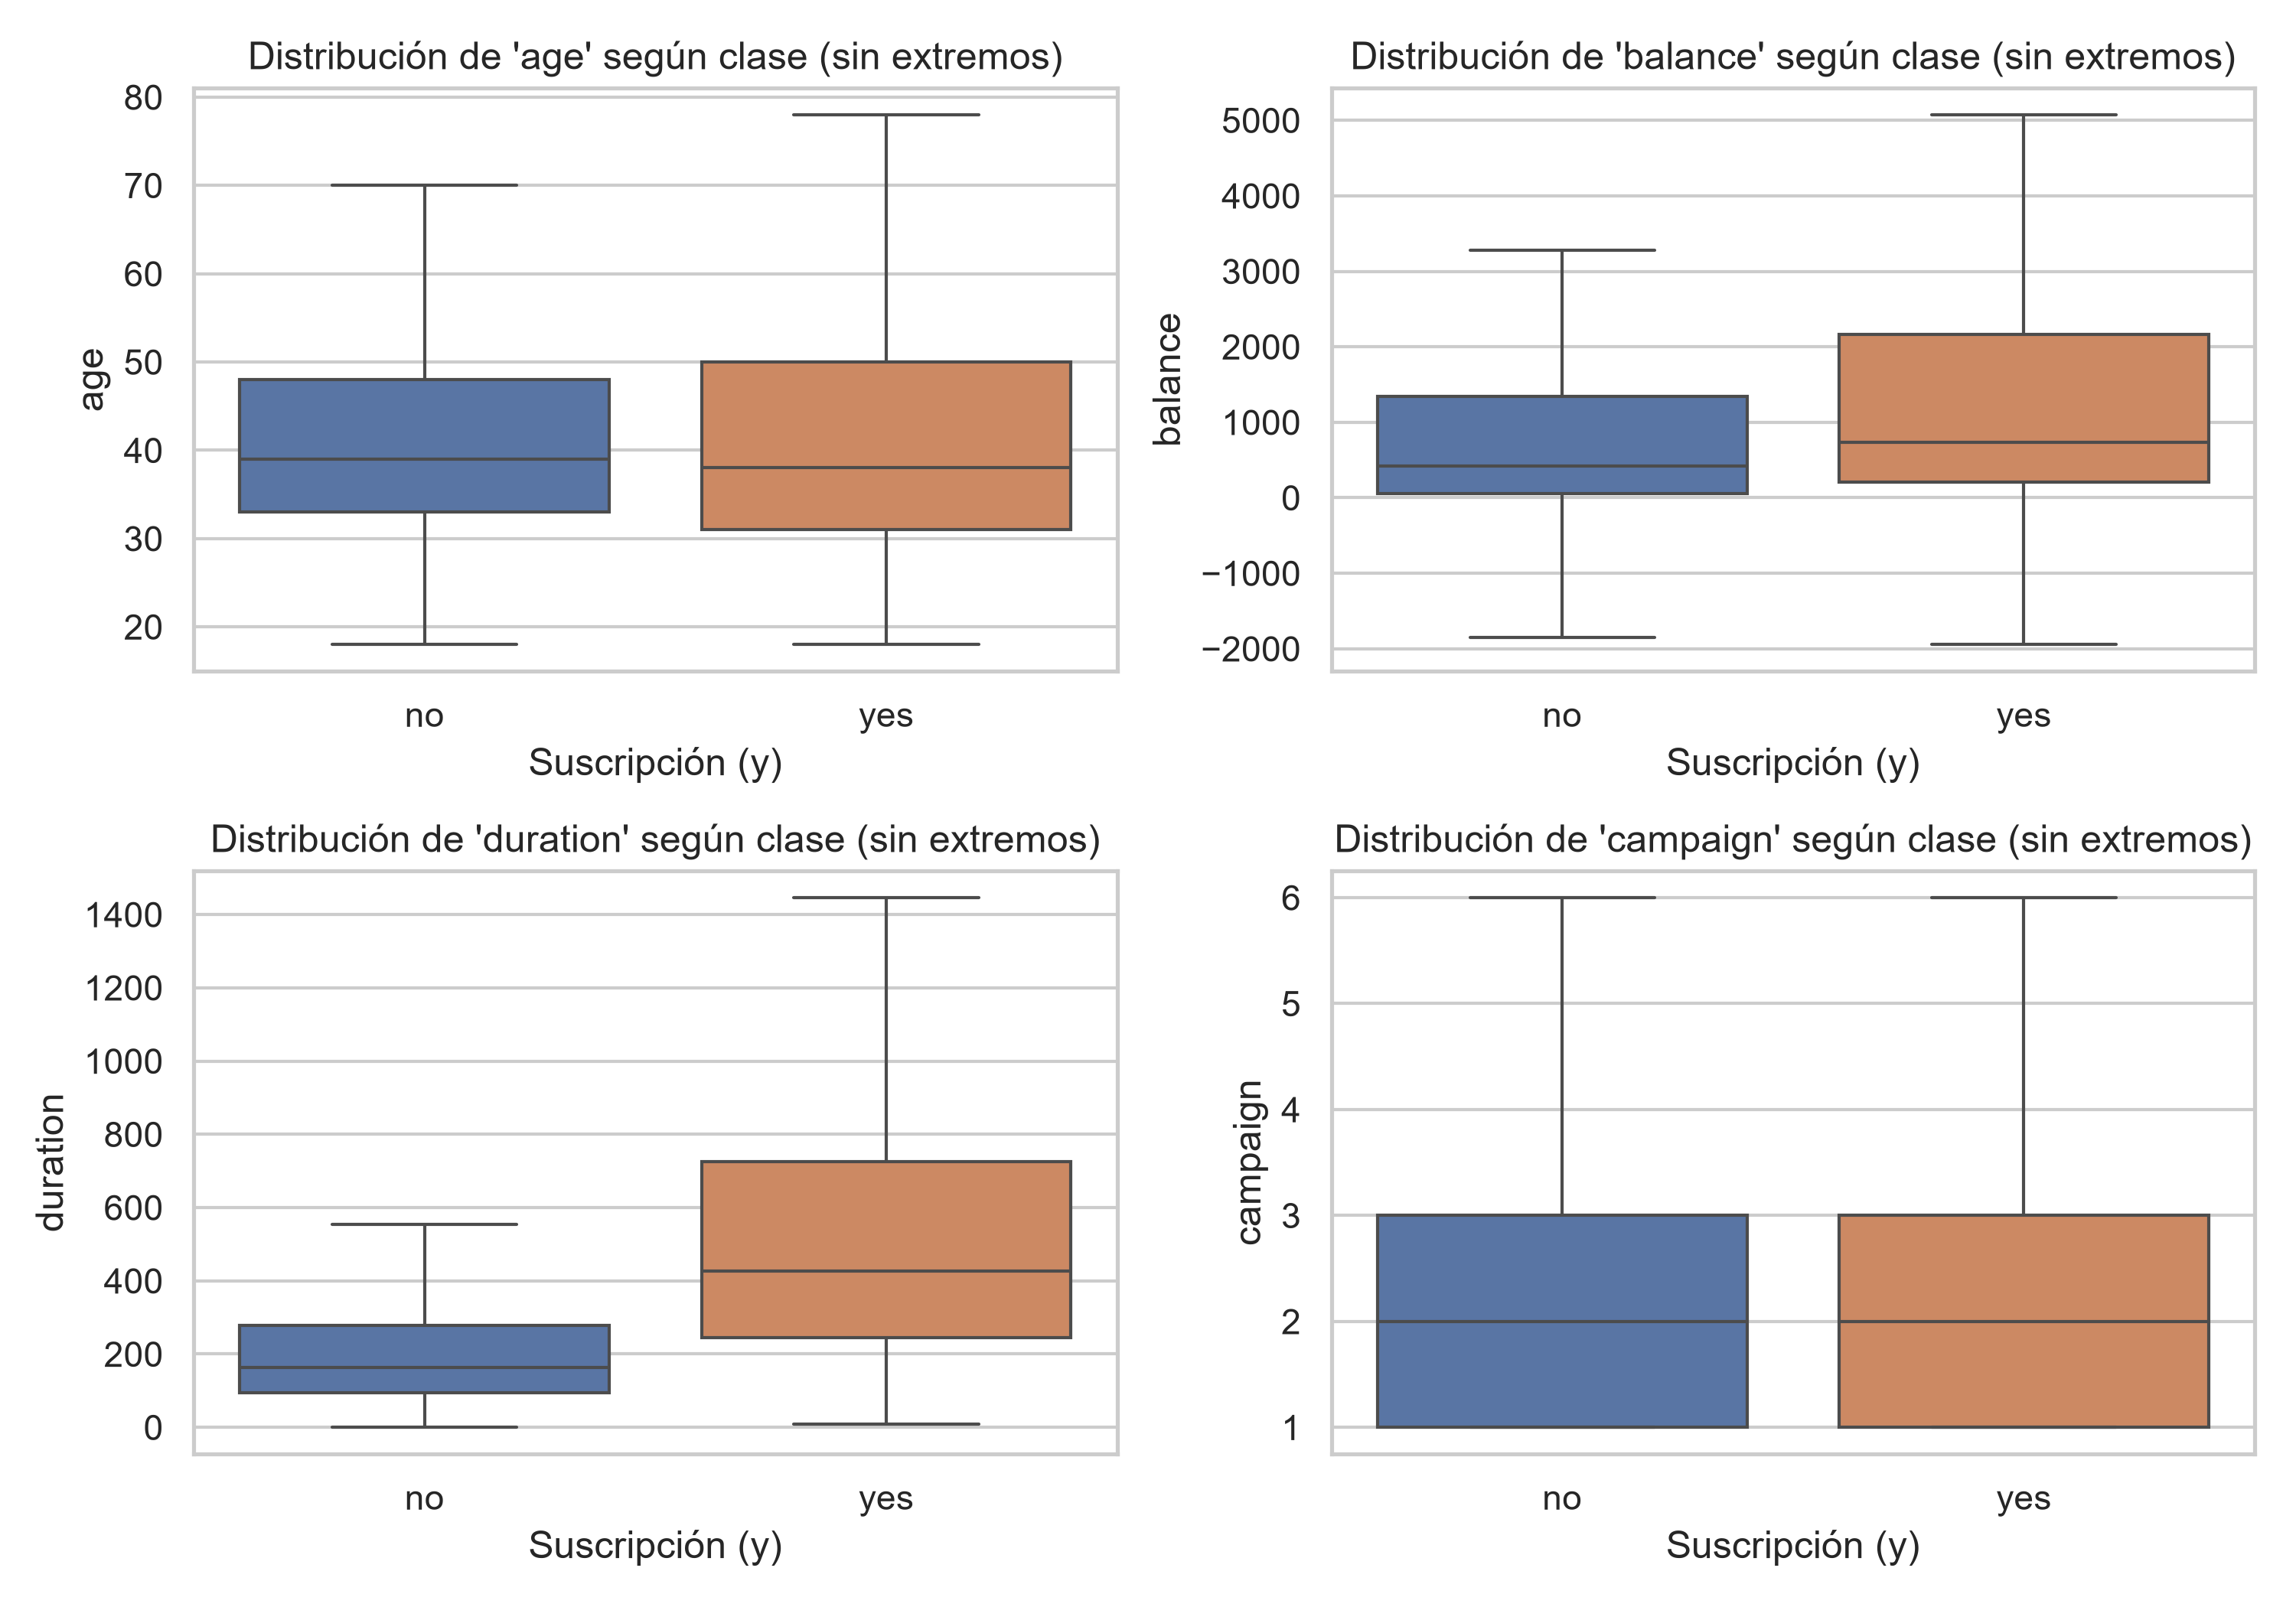 Distribución de 'age' según clase (sin extremos)
80
70
60
50
40
30
20
age
no
yes
Suscripción (y)
Distribución de 'balance' según clase (sin extremos)
5000
4000
3000
2000
1000
0
−1000
−2000
balance
no
yes
Suscripción (y)
Distribución de 'duration' según clase (sin extremos)
1400
1200
1000
800
600
400
200
0
duration
no
yes
Suscripción (y)
Distribución de 'campaign' según clase (sin extremos)
6
5
4
3
2
1
campaign
no
yes
Suscripción (y)